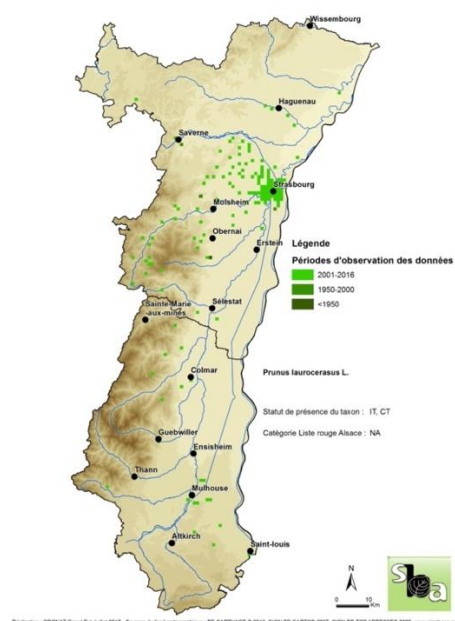 Wissembourg
Haguenau
Saverne
Strasbourg
Molsheim
Obernai
Erstein
Légende
Périodes d'observation des données
2001-2016
1950-2000
<1950
Sainte-Marie
-aux-mines
Sélestat
Prunus laurocerasus L.
Colmar
Statut de présence du taxon : IT, CT
Catégorie Liste rouge Alsace : NA
Guebwiller
Ensisheim
Thann
Mulhouse
Altkirch
Saint-louis
N
0 10
Km
sba